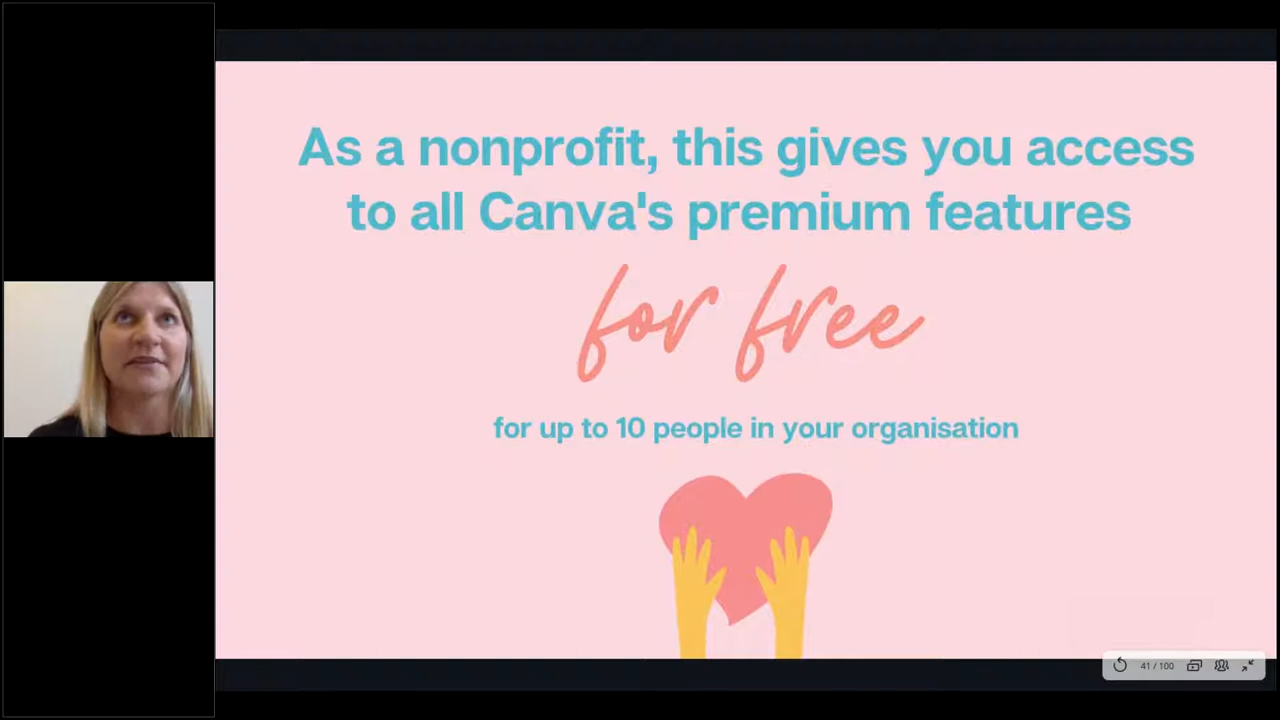 As a nonprofit, this gives you access
to all Canva's premium features
for free
for up to 10 people in your organisation
41 / 100